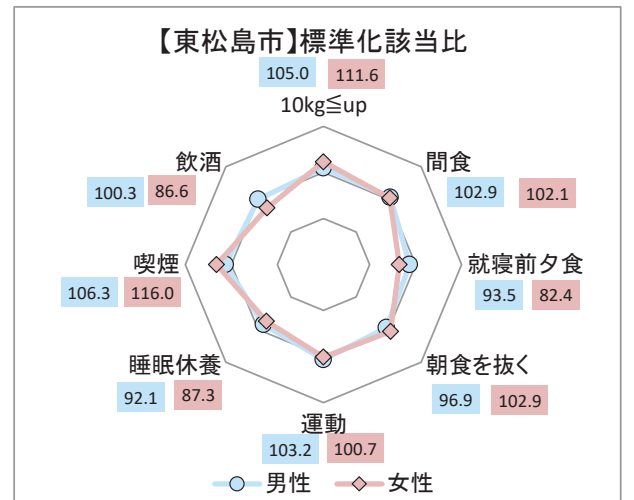 【東松島市】標準化該当比
105.0 111.6
10kg≦up
飲酒
100.3 86.6
間食
102.9 102.1
喫煙
106.3 116.0
就寝前夕食
93.5 82.4
睡眠休養
92.1 87.3
朝食を抜く
96.9 102.9
運動
103.2 100.7
男性 女性